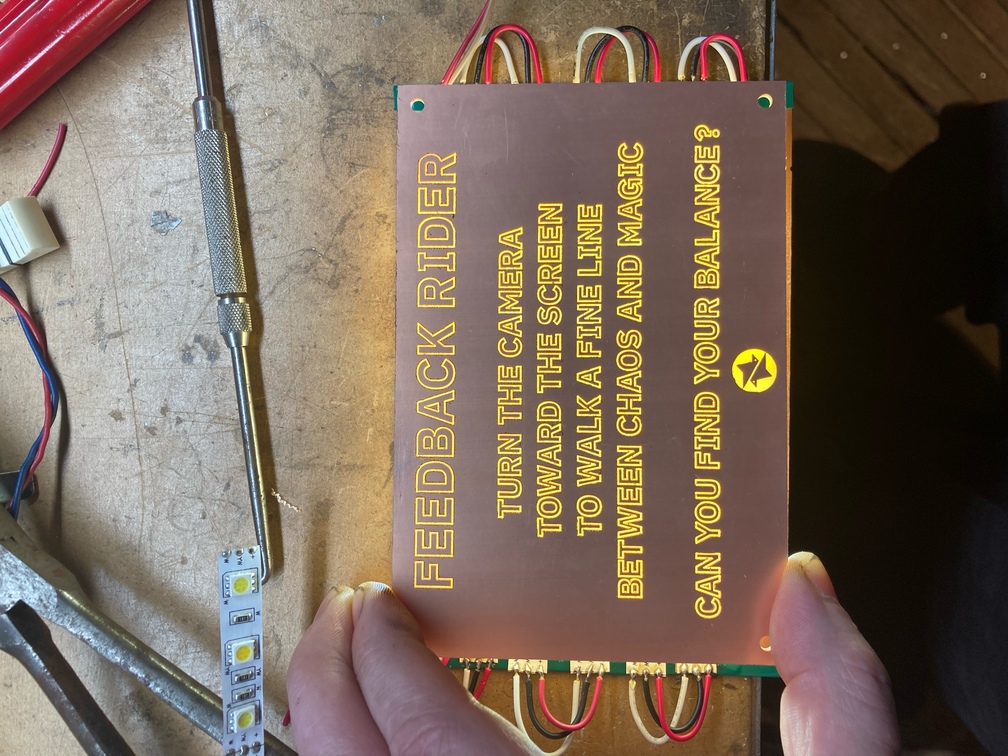 FEEDBACK RIDER
TURN THE CAMERA
TOWARD THE SCREEN
TO WALK A FINE LINE
BETWEEN CHAOS AND MAGIC
CAN YOU FIND YOUR BALANCE?